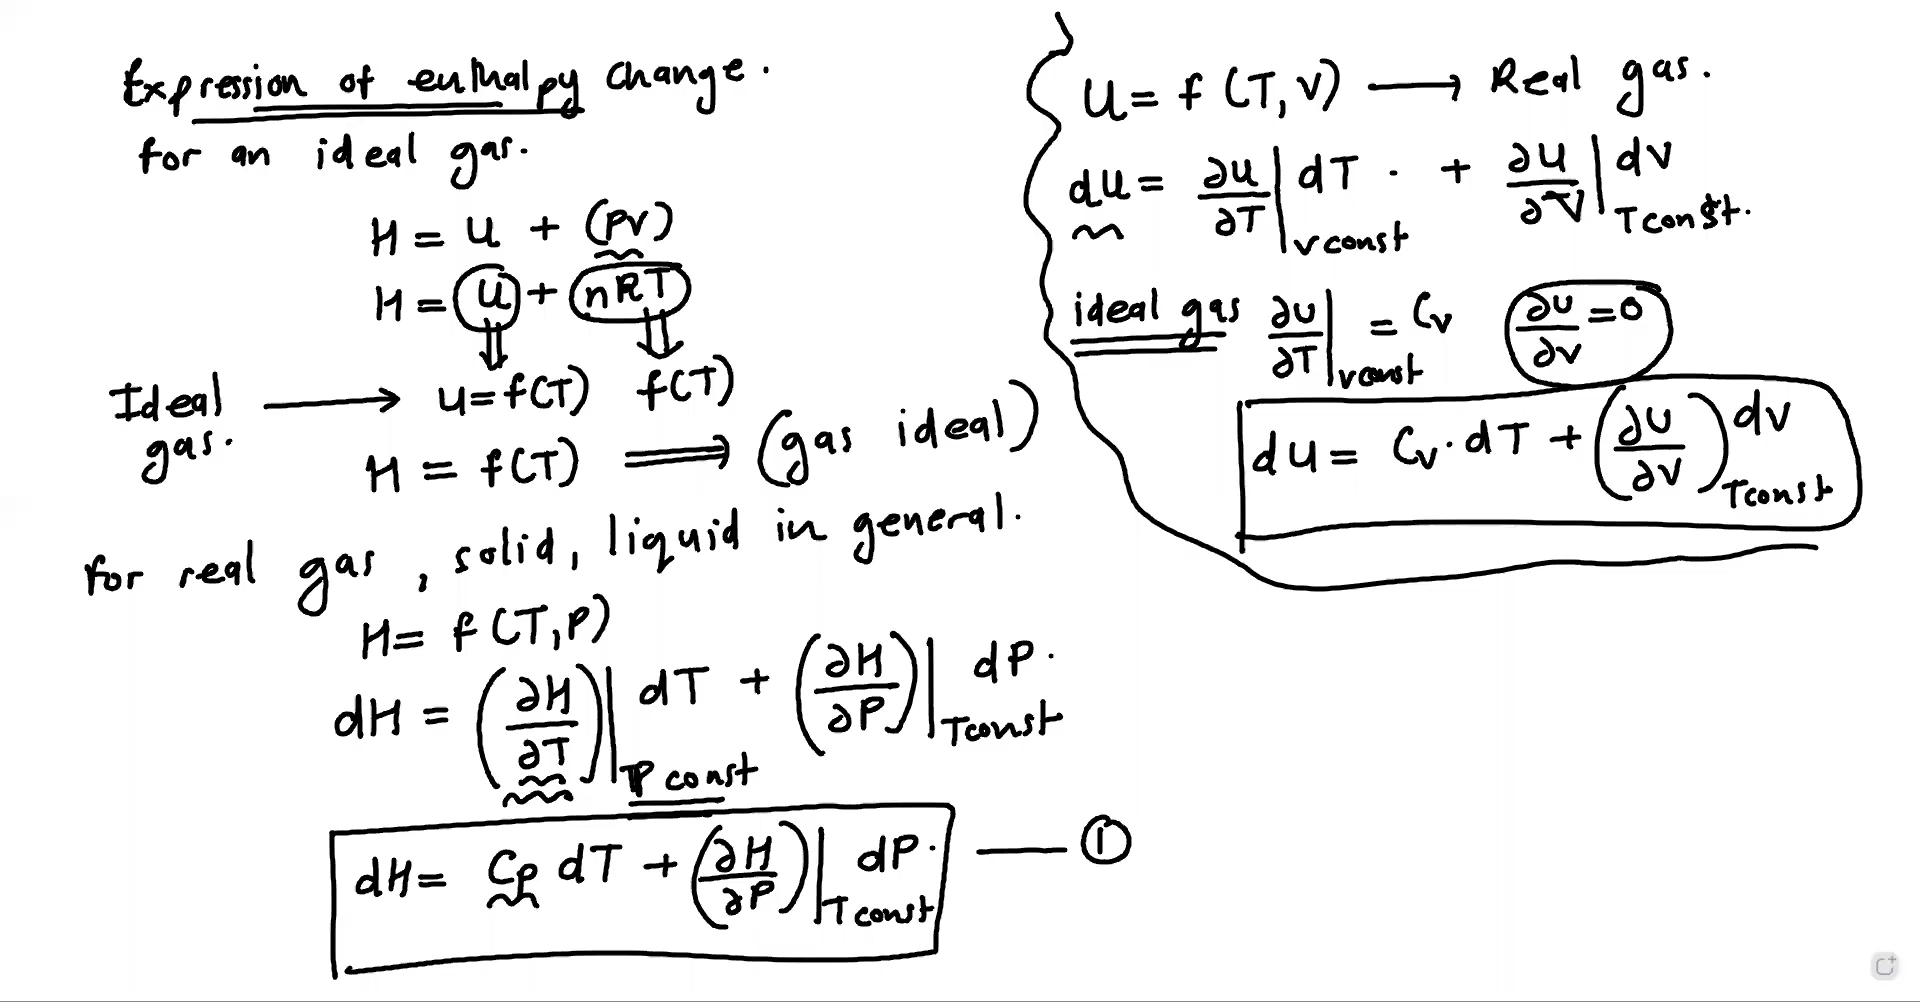 Expression of enthalpy change.
for an ideal gas.
H = U + (PV)
H = U + nRT
Ideal gas. → U = f(T) f(T)
H = f(T) ⟹ (gas ideal)
for real gas, solid, liquid in general.
H = f(T,P)
dH = (∂H/∂T)|P const dT + (∂H/∂P)|T const dP.
dH = Cp dT + (∂H/∂P)|T const dP. — ①
U = f(T,V) → Real gas.
dU = ∂U/∂T|V const dT . + ∂U/∂V|T const. dV
ideal gas ∂U/∂T|V const = Cv ∂U/∂V = 0
dU = Cv.dT + (∂U/∂V)T const dV